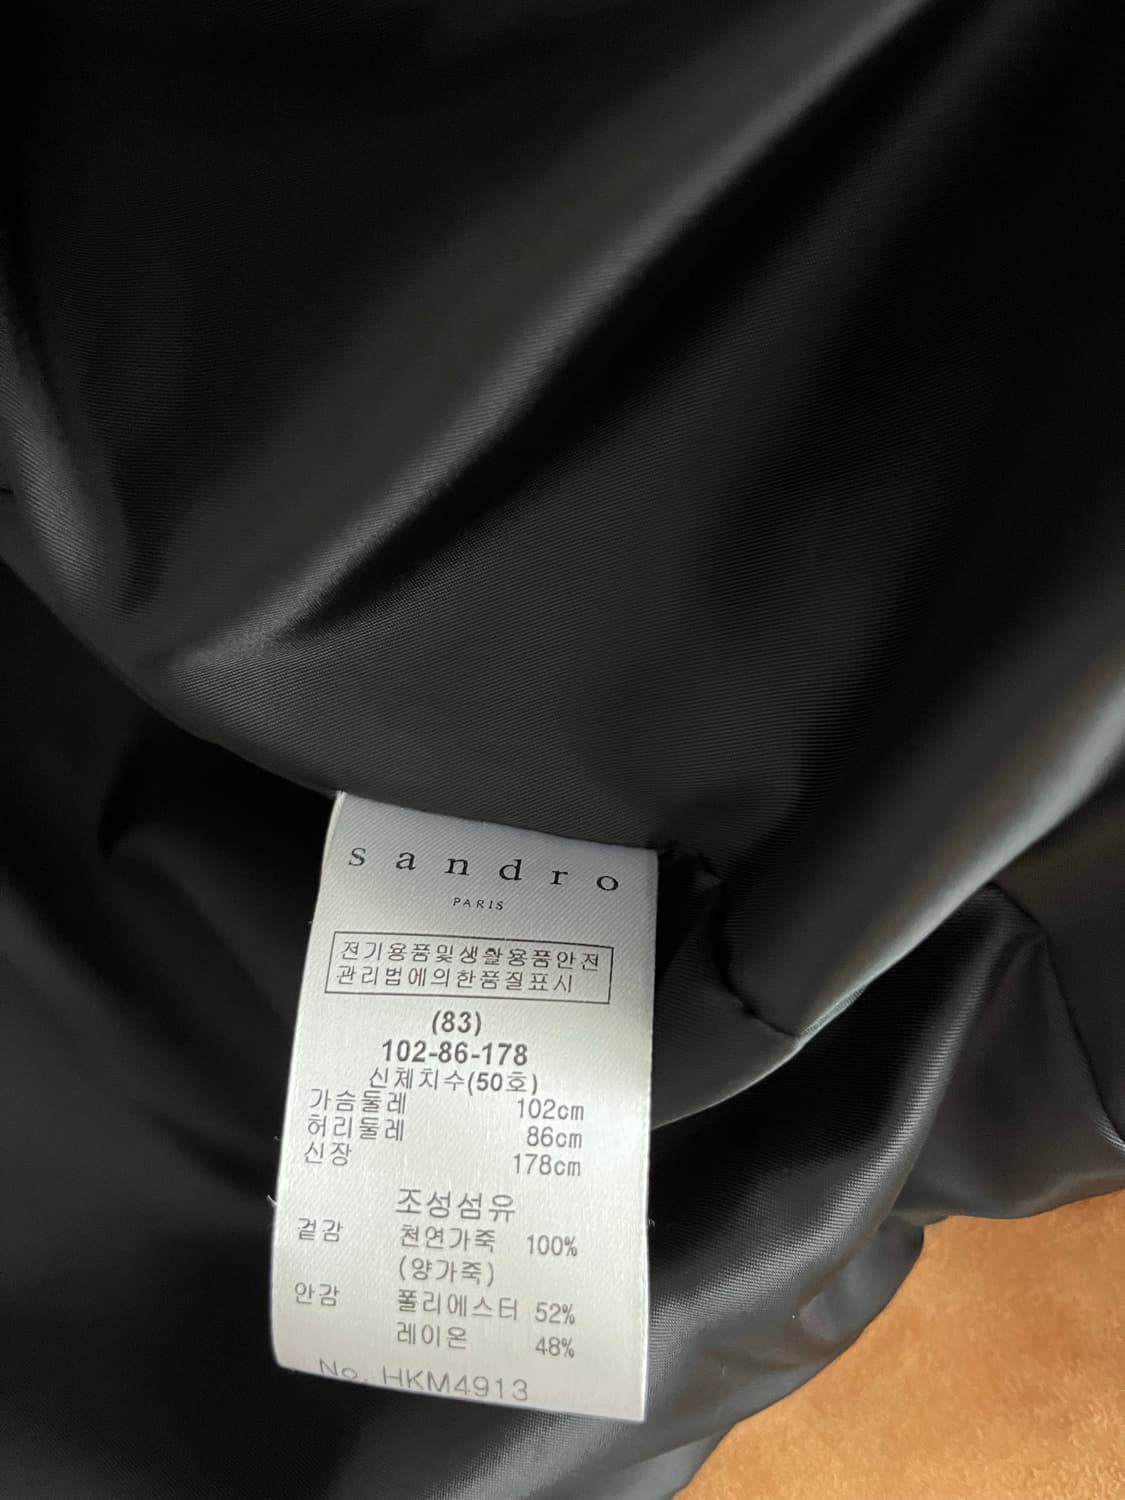 sandro
PARIS
전기용품및생활용품안전
관리법에의한품질표시
(83)
102-86-178
신체치수(50호)
가슴둘레 102cm
허리둘레 86cm
신장 178cm
조성섬유
겉감 천연가죽 100%
(양가죽)
안감 폴리에스터 52%
레이온 48%
No. HKM4913